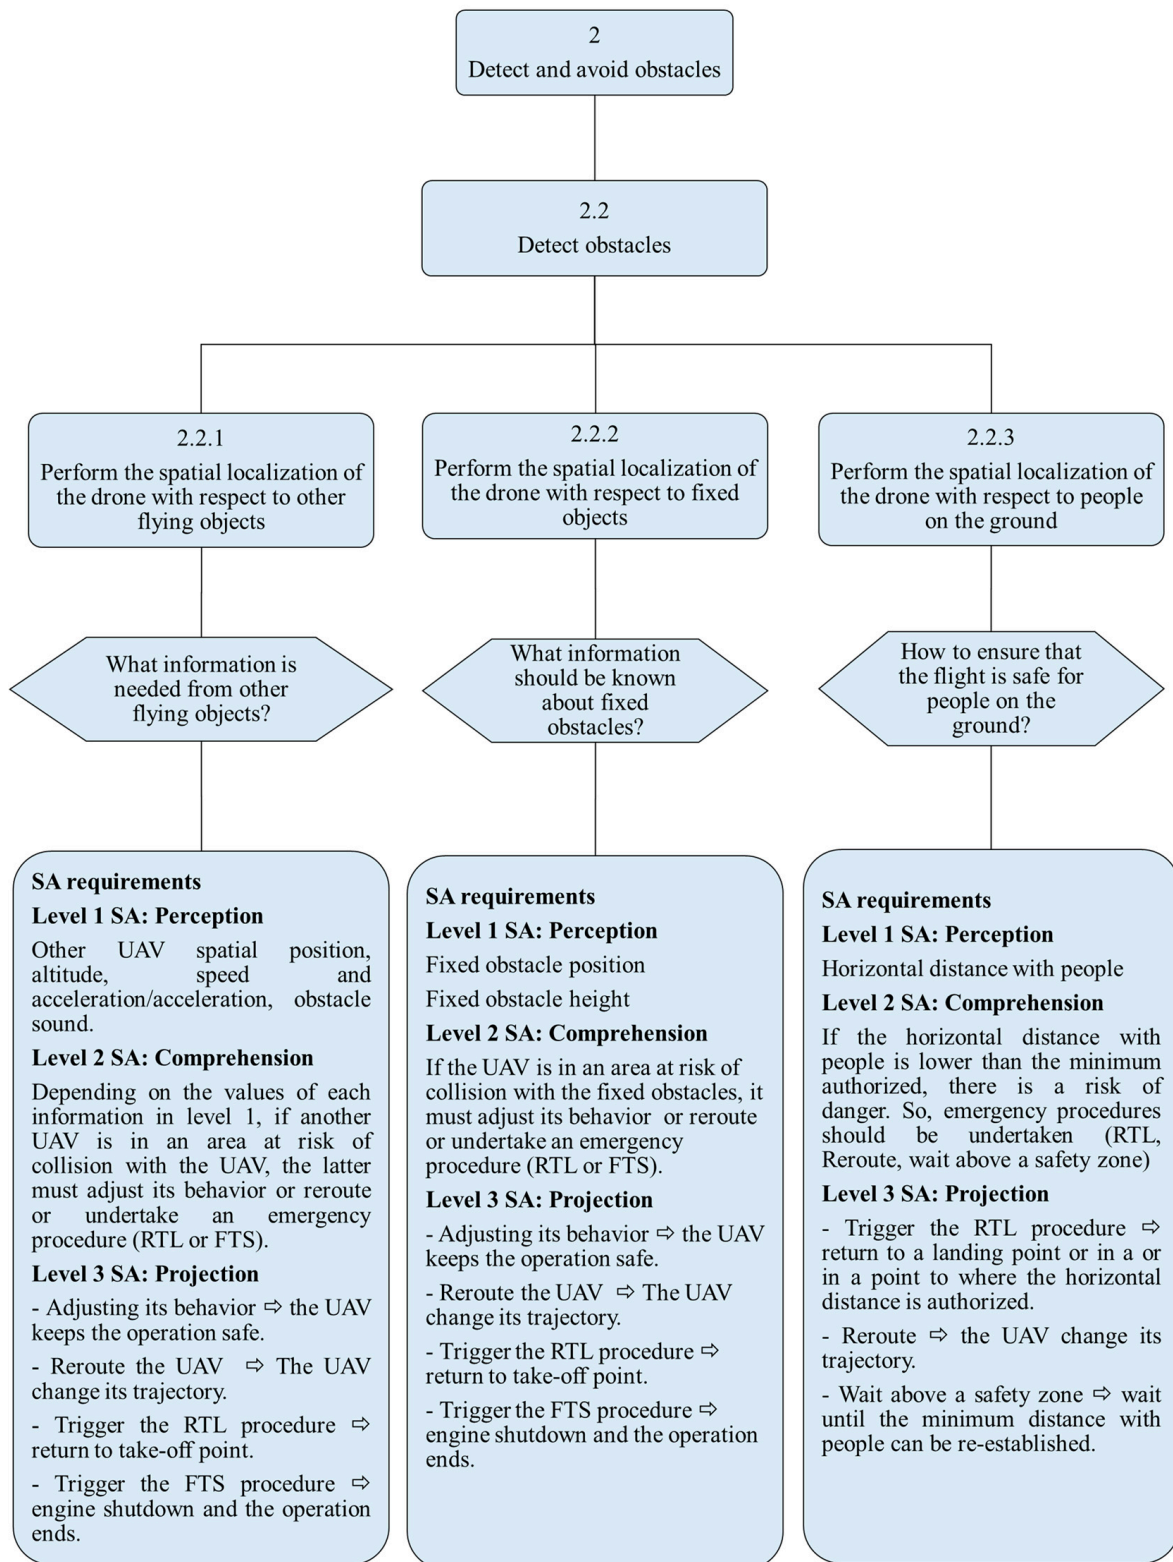 2
Detect and avoid obstacles
2.2
Detect obstacles
2.2.1
Perform the spatial localization of
the drone with respect to other
flying objects
2.2.2
Perform the spatial localization of
the drone with respect to fixed
objects
2.2.3
Perform the spatial localization of
the drone with respect to people
on the ground
What information is
needed from other
flying objects?
What information
should be known
about fixed
obstacles?
How to ensure that
the flight is safe for
people on the
ground?
SA requirements
Level 1 SA: Perception
Other UAV spatial position,
altitude, speed and
acceleration/acceleration, obstacle
sound.
Level 2 SA: Comprehension
Depending on the values of each
information in level 1, if another
UAV is in an area at risk of
collision with the UAV, the latter
must adjust its behavior or reroute
or undertake an emergency
procedure (RTL or FTS).
Level 3 SA: Projection
- Adjusting its behavior ⇨ the UAV
keeps the operation safe.
- Reroute the UAV ⇨ The UAV
change its trajectory.
- Trigger the RTL procedure ⇨
return to take-off point.
- Trigger the FTS procedure ⇨
engine shutdown and the operation
ends.
SA requirements
Level 1 SA: Perception
Fixed obstacle position
Fixed obstacle height
Level 2 SA: Comprehension
If the UAV is in an area at risk of
collision with the fixed obstacles, it
must adjust its behavior or reroute
or undertake an emergency
procedure (RTL or FTS).
Level 3 SA: Projection
- Adjusting its behavior ⇨ the UAV
keeps the operation safe.
- Reroute the UAV ⇨ The UAV
change its trajectory.
- Trigger the RTL procedure ⇨
return to take-off point.
- Trigger the FTS procedure ⇨
engine shutdown and the operation
ends.
SA requirements
Level 1 SA: Perception
Horizontal distance with people
Level 2 SA: Comprehension
If the horizontal distance with
people is lower than the minimum
authorized, there is a risk of
danger. So, emergency procedures
should be undertaken (RTL,
Reroute, wait above a safety zone)
Level 3 SA: Projection
- Trigger the RTL procedure ⇨
return to a landing point or in a or
in a point to where the horizontal
distance is authorized.
- Reroute ⇨ the UAV change its
trajectory.
- Wait above a safety zone ⇨ wait
until the minimum distance with
people can be re-established.